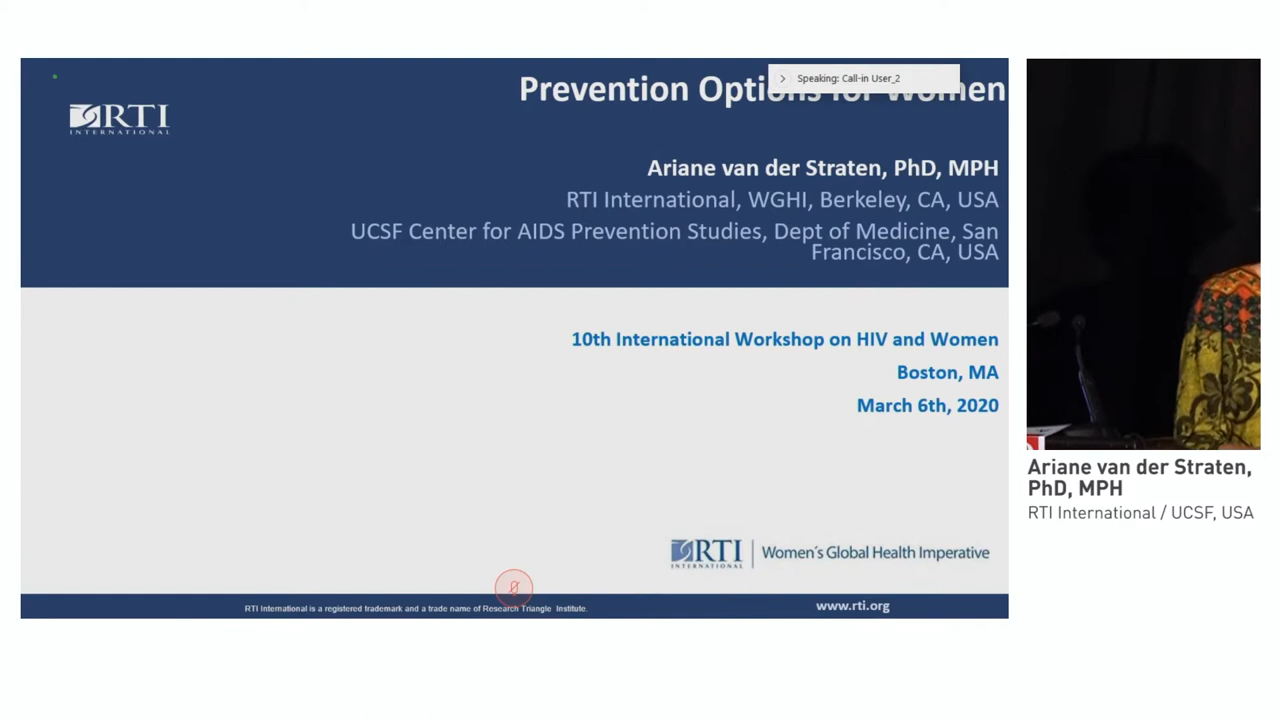 Prevention Options for Women
Speaking: Call-in User_2
RTI
INTERNATIONAL
Ariane van der Straten, PhD, MPH
RTI International, WGHI, Berkeley, CA, USA
UCSF Center for AIDS Prevention Studies, Dept of Medicine, San
Francisco, CA, USA
10th International Workshop on HIV and Women
Boston, MA
March 6th, 2020
Ariane van der Straten,
PhD, MPH
RTI International / UCSF, USA
RTI
INTERNATIONAL
Women's Global Health Imperative
RTI International is a registered trademark and a trade name of Research Triangle Institute.
www.rti.org